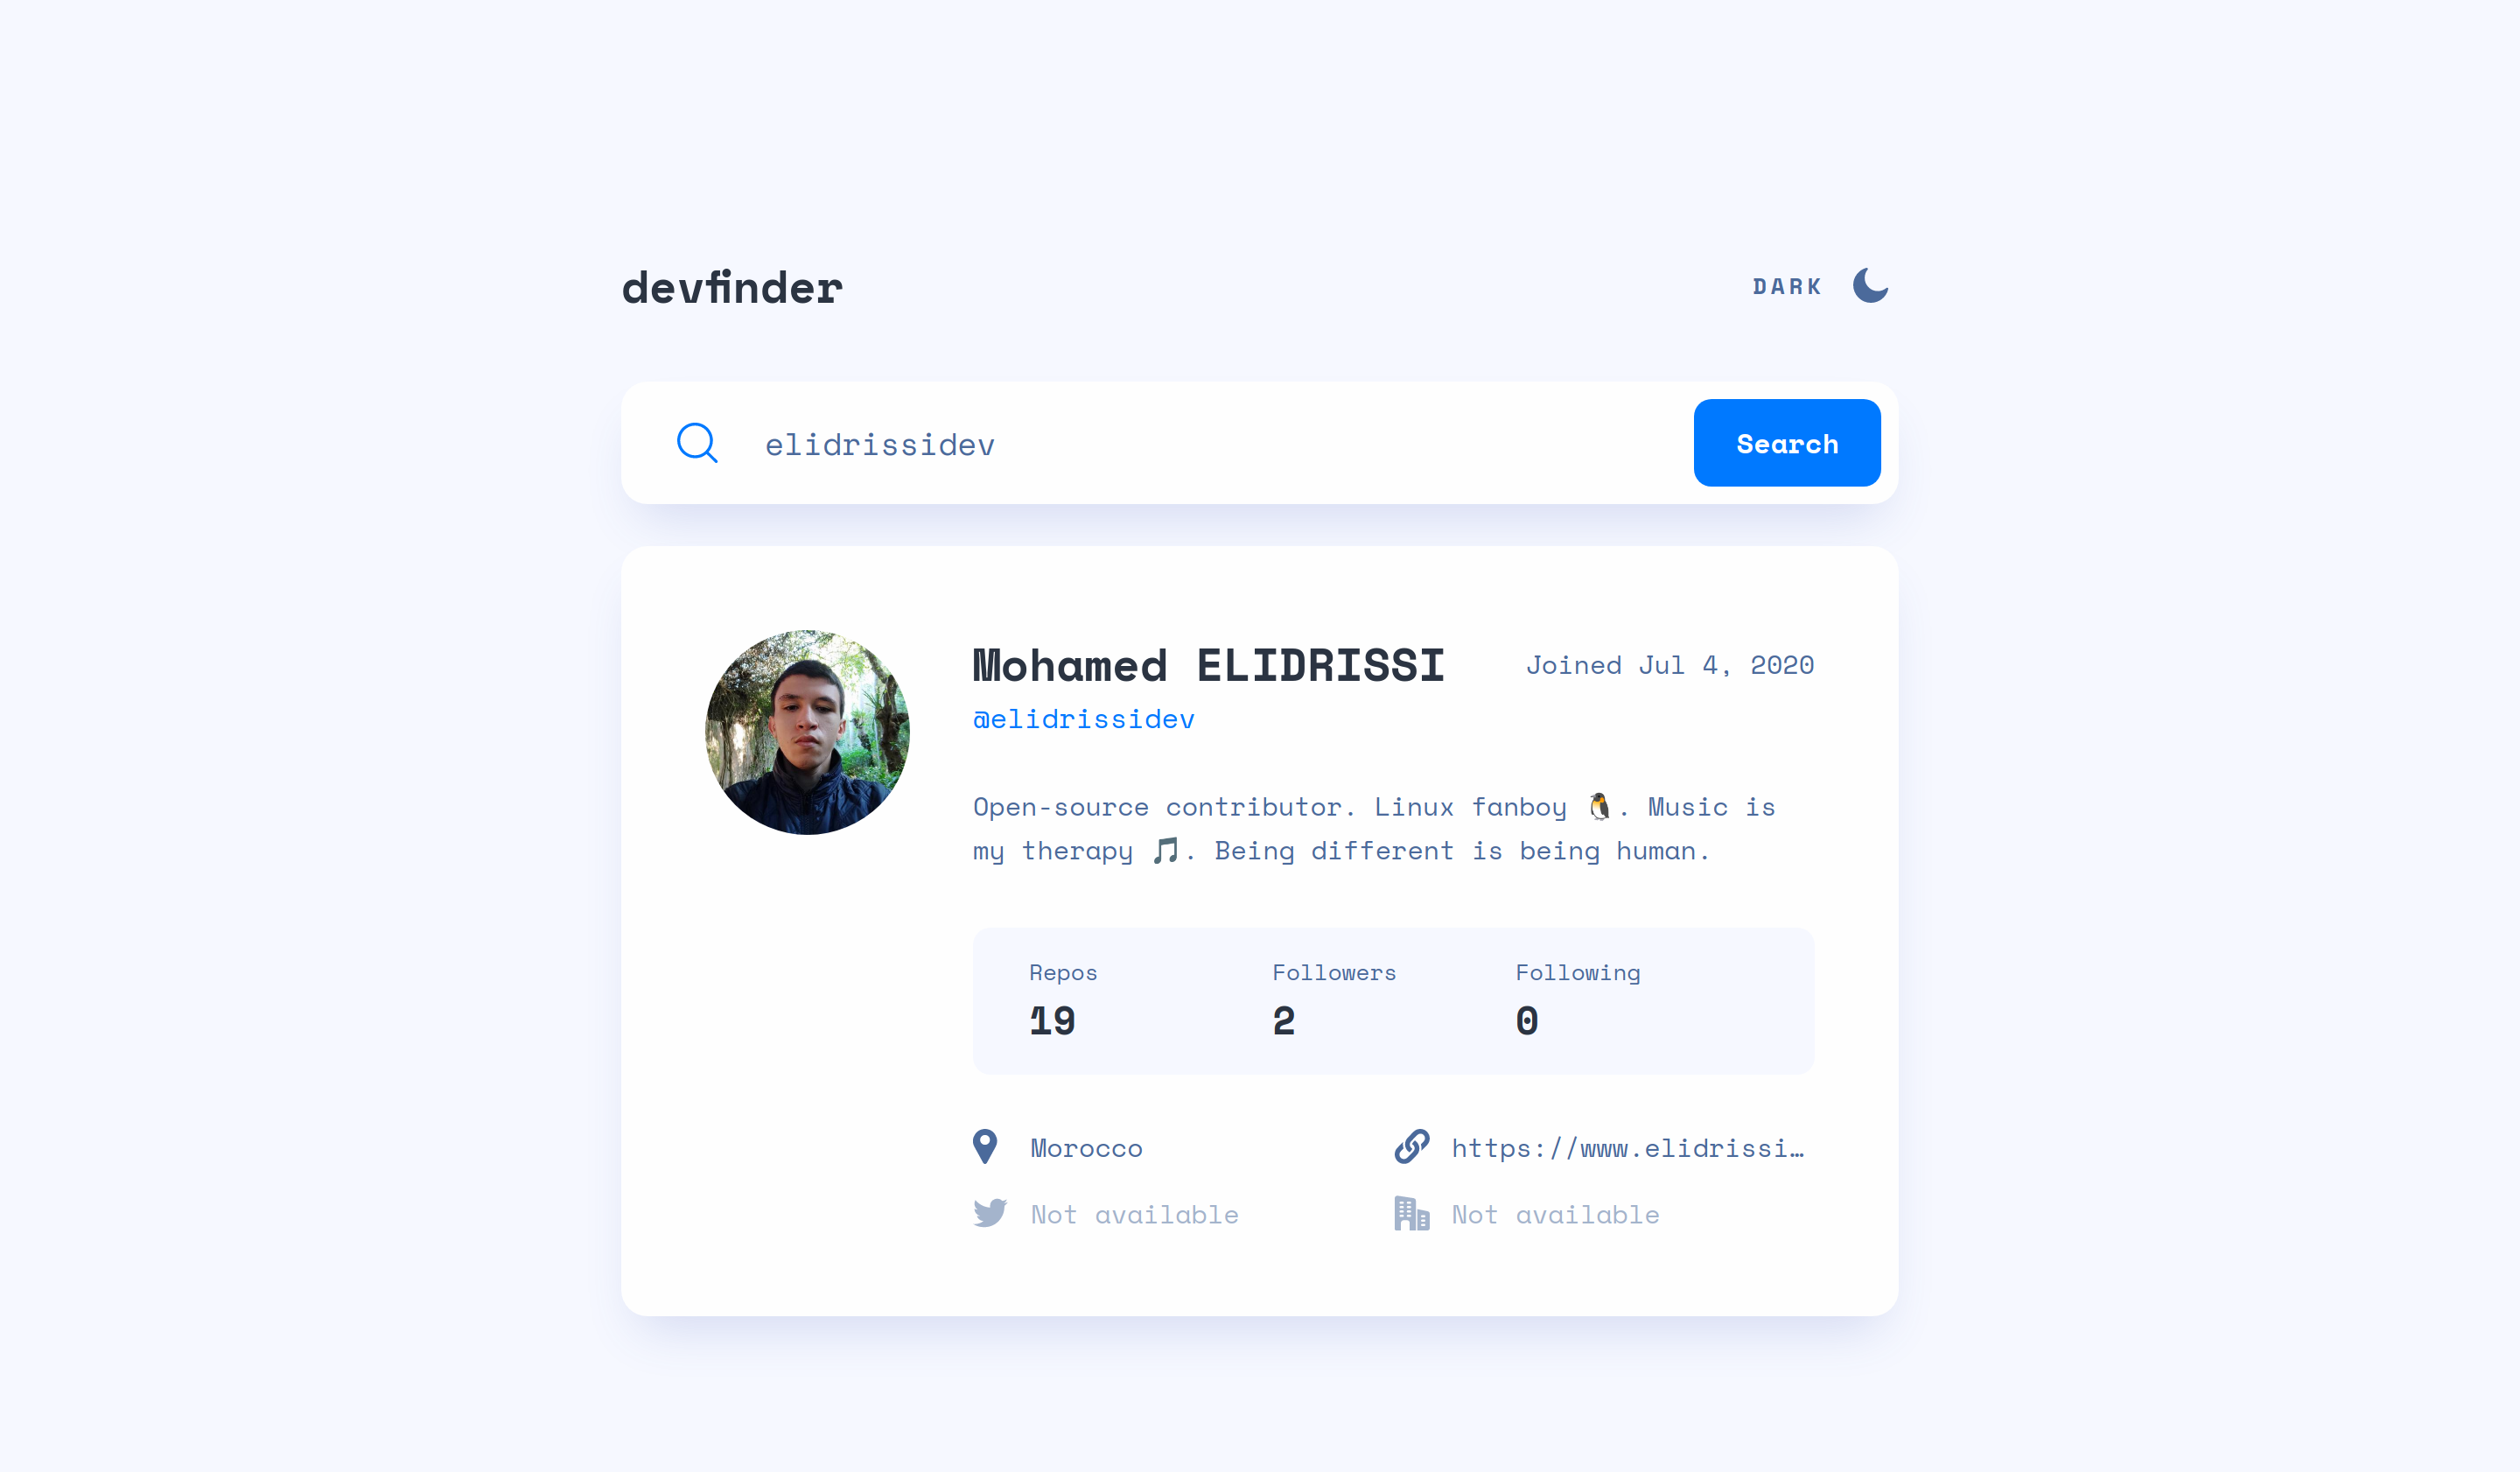 devfinder
DARK
elidrissidev
Search
Mohamed ELIDRISSI
Joined Jul 4, 2020
@elidrissidev
Open-source contributor. Linux fanboy 🐧. Music is
my therapy 🎵. Being different is being human.
Repos Followers Following
19 2 0
Morocco https://www.elidrissi…
Not available Not available